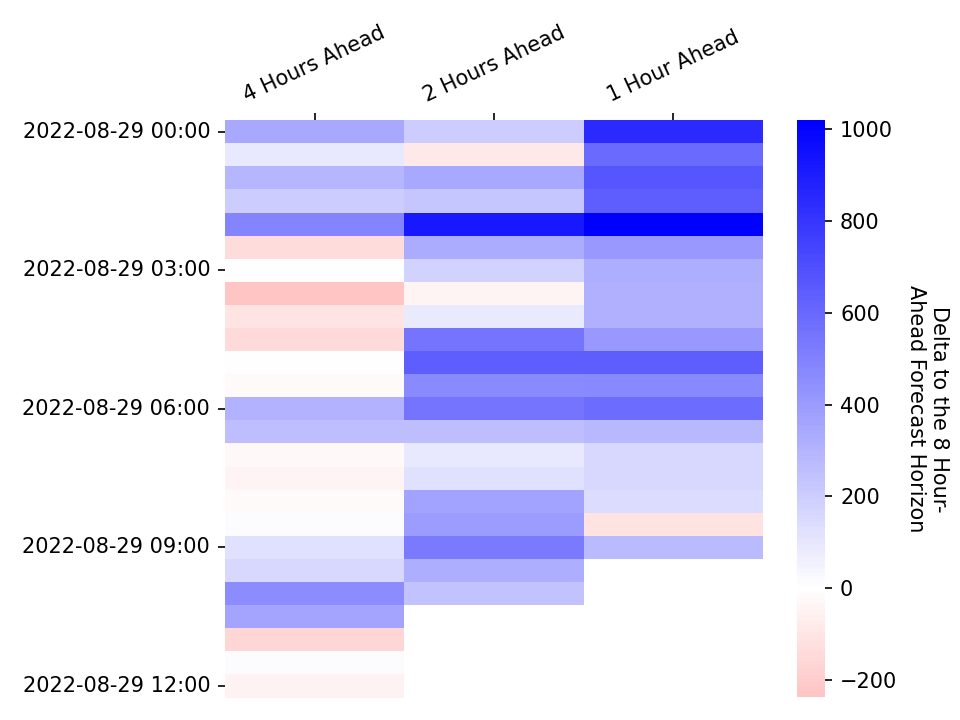 4 Hours Ahead
2 Hours Ahead
1 Hour Ahead
2022-08-29 00:00
2022-08-29 03:00
2022-08-29 06:00
2022-08-29 09:00
2022-08-29 12:00
1000
800
600
400
200
0
−200
Delta to the 8 Hour-
Ahead Forecast Horizon